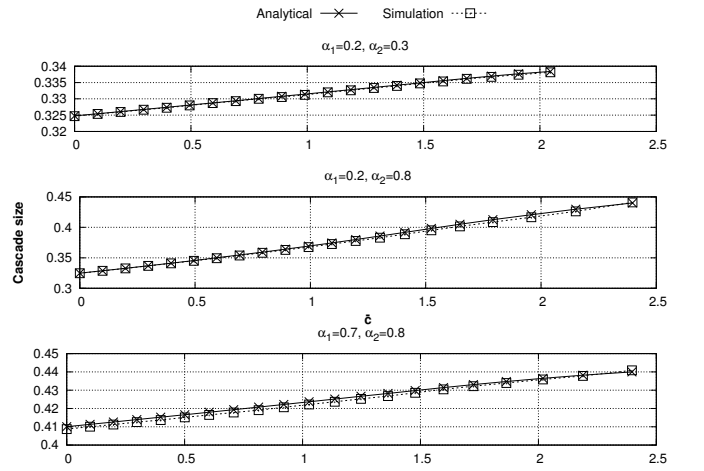 Analytical Simulation
α1=0.2, α2=0.3
0.34
0.335
0.33
0.325
0.32
0 0.5 1 1.5 2 2.5
α1=0.2, α2=0.8
Cascade size
0.45
0.4
0.35
0.3
0 0.5 1 1.5 2 2.5
c̄
α1=0.7, α2=0.8
0.45
0.44
0.43
0.42
0.41
0.4
0 0.5 1 1.5 2 2.5